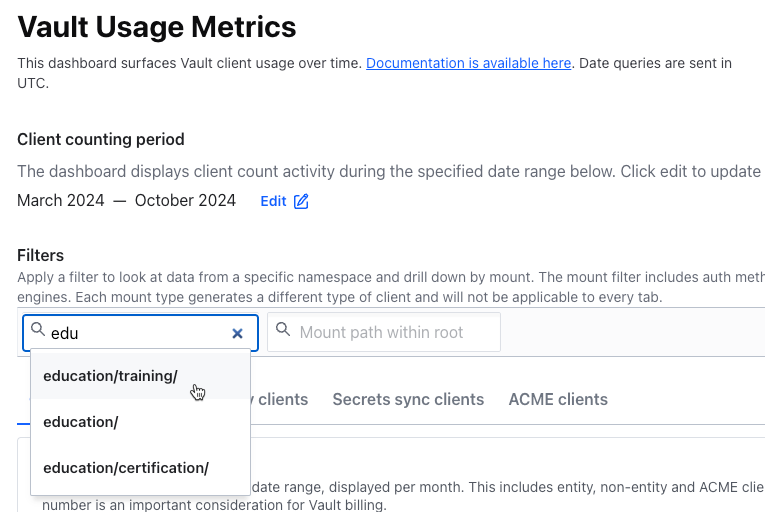 Vault Usage Metrics
This dashboard surfaces Vault client usage over time. Documentation is available here. Date queries are sent in
UTC.
Client counting period
The dashboard displays client count activity during the specified date range below. Click edit to update
March 2024 — October 2024 Edit
Filters
Apply a filter to look at data from a specific namespace and drill down by mount. The mount filter includes auth meth
engines. Each mount type generates a different type of client and will not be applicable to every tab.
edu Mount path within root
education/training/
y clients Secrets sync clients ACME clients
education/
education/certification/
date range, displayed per month. This includes entity, non-entity and ACME clie
number is an important consideration for Vault billing.